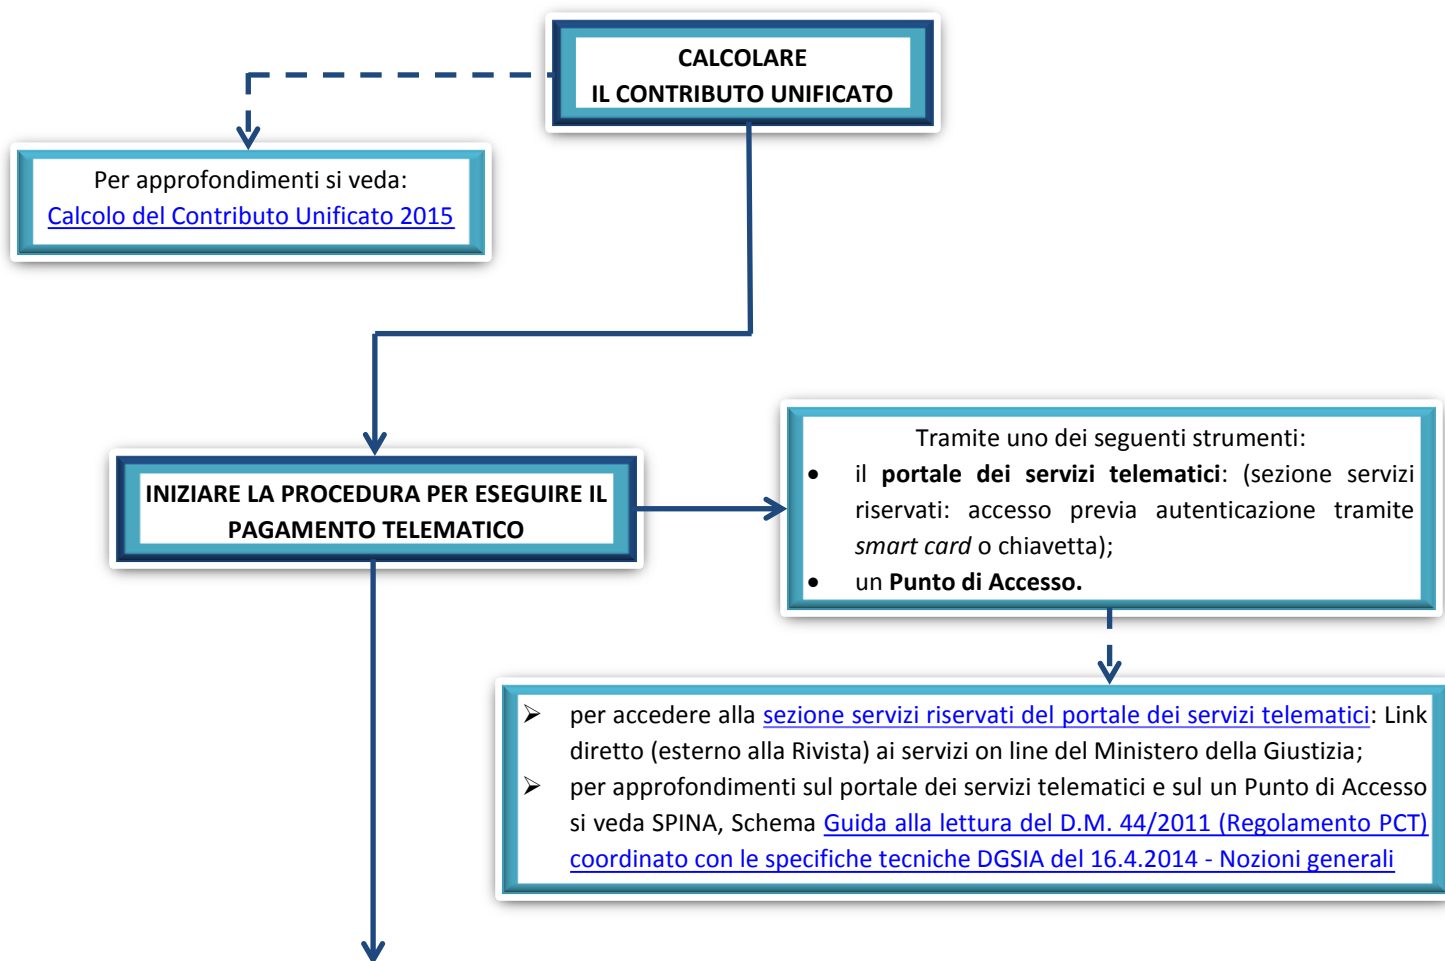 CALCOLARE
IL CONTRIBUTO UNIFICATO
Per approfondimenti si veda:
Calcolo del Contributo Unificato 2015
INIZIARE LA PROCEDURA PER ESEGUIRE IL
PAGAMENTO TELEMATICO
Tramite uno dei seguenti strumenti:
• il portale dei servizi telematici: (sezione servizi
riservati: accesso previa autenticazione tramite
smart card o chiavetta);
• un Punto di Accesso.
➢ per accedere alla sezione servizi riservati del portale dei servizi telematici: Link
diretto (esterno alla Rivista) ai servizi on line del Ministero della Giustizia;
➢ per approfondimenti sul portale dei servizi telematici e sul un Punto di Accesso
si veda SPINA, Schema Guida alla lettura del D.M. 44/2011 (Regolamento PCT)
coordinato con le specifiche tecniche DGSIA del 16.4.2014 - Nozioni generali